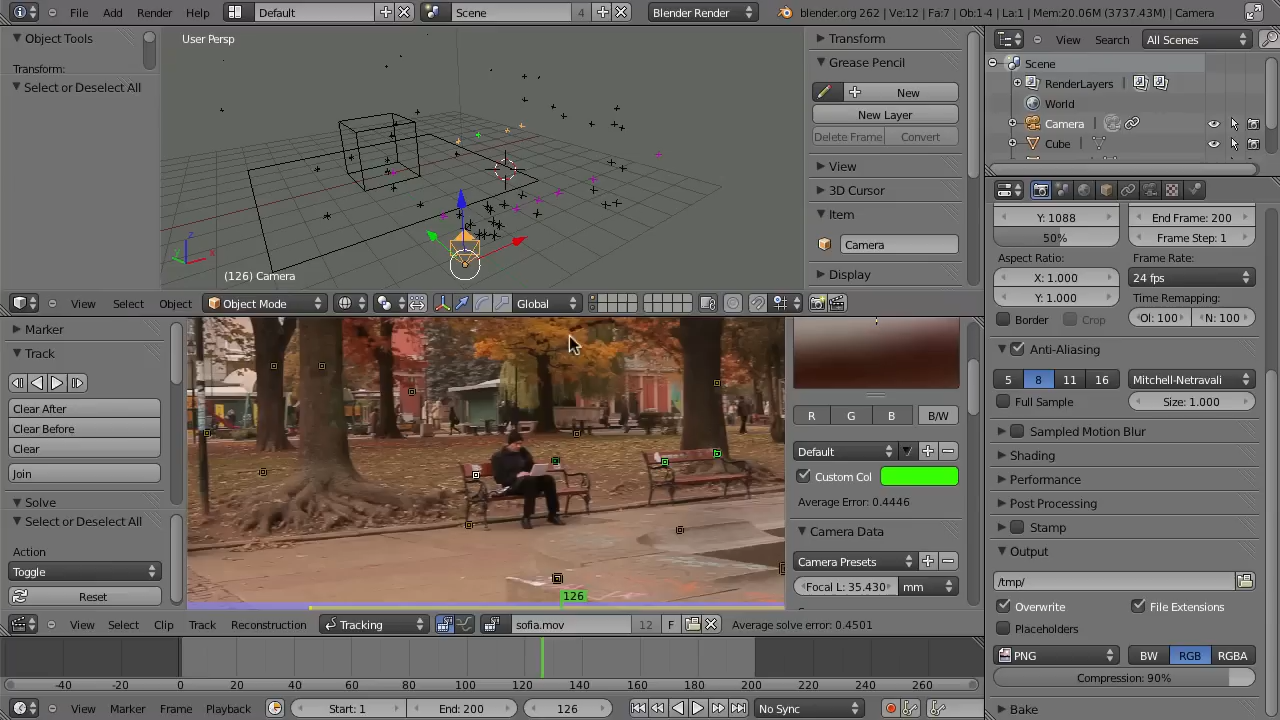 File Add Render Help Default Scene 4 Blender Render blender.org 262 | Ve:12 | Fa:7 | Ob:1-4 | La:1 | Mem:20.06M (3737.43M) | Camera
Object Tools
Transform:
Select or Deselect All
User Persp
(126) Camera
z
y
x
Transform
Grease Pencil
New
New Layer
Delete Frame Convert
View
3D Cursor
Item
Camera
Display
View Select Object Object Mode Global
View Search All Scenes
Scene
RenderLayers
World
Camera
Cube
Y: 1088 End Frame: 200
50% Frame Step: 1
Aspect Ratio: Frame Rate:
X: 1.000 24 fps
Y: 1.000 Time Remapping:
Border Crop Ol: 100 N: 100
Anti-Aliasing
5 8 11 16 Mitchell-Netravali
Full Sample Size: 1.000
Sampled Motion Blur
Shading
Performance
Post Processing
Stamp
Output
/tmp/
Overwrite File Extensions
Placeholders
PNG BW RGB RGBA
Compression: 90%
Bake
Marker
Track
Clear After
Clear Before
Clear
Join
Solve
Select or Deselect All
Action
Toggle
Reset
126
R G B B/W
Default
Custom Col
Average Error: 0.4446
Camera Data
Camera Presets
Focal L: 35.430 mm
View Select Clip Track Reconstruction Tracking sofia.mov 12 F Average solve error: 0.4501
-40 -20 0 20 40 60 80 100 120 140 160 180 200 220 240 260
View Marker Frame Playback Start: 1 End: 200 126 No Sync